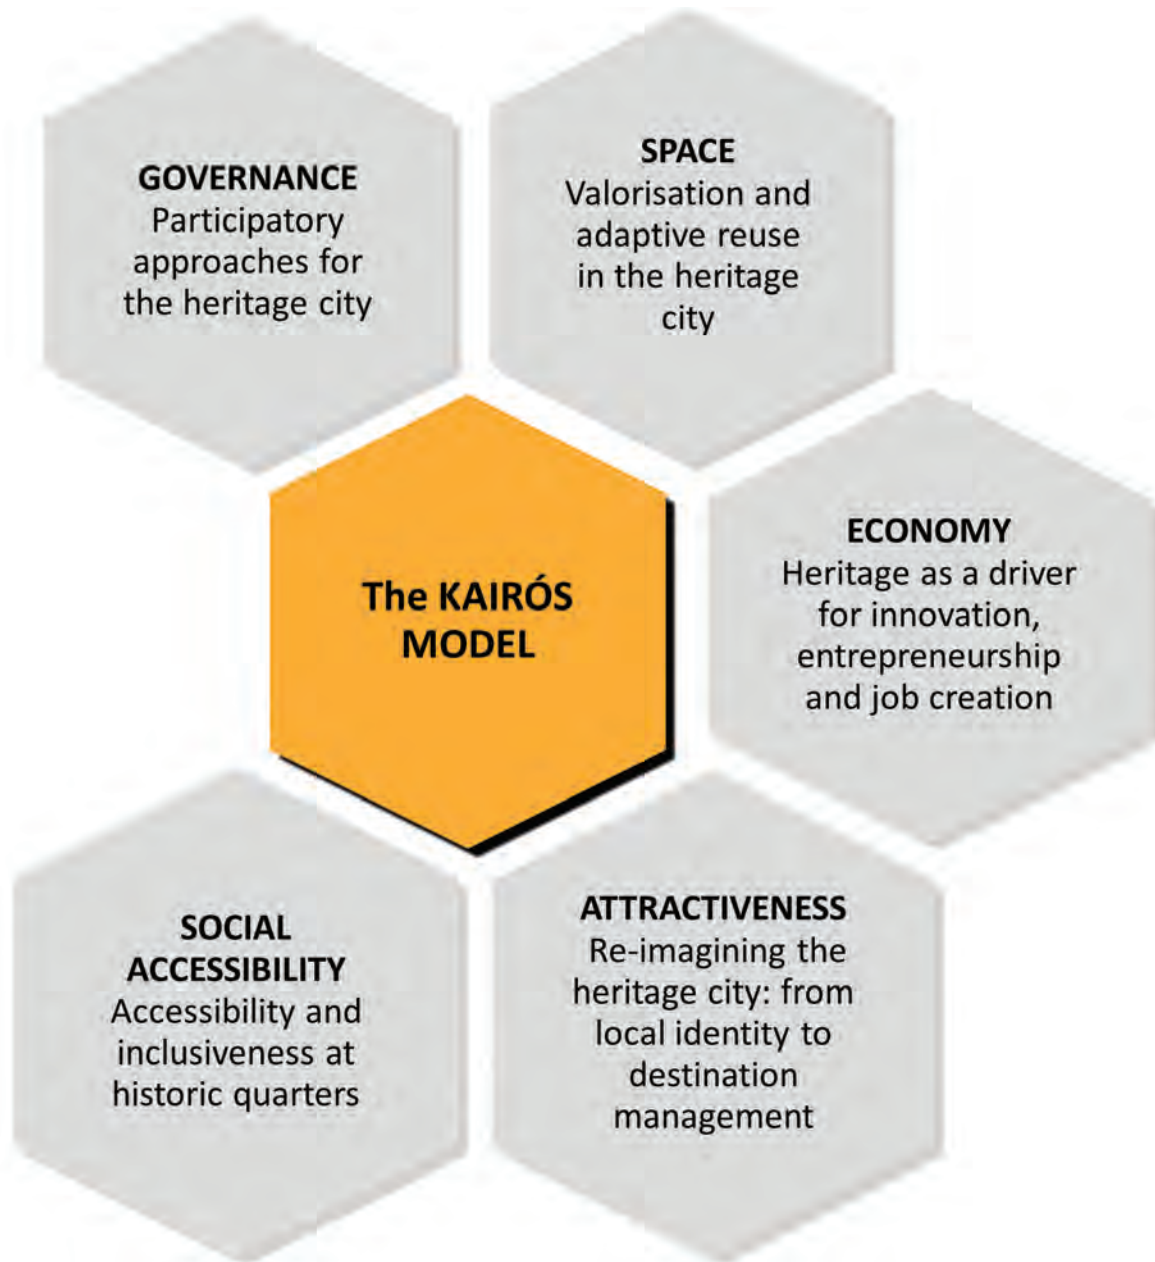 GOVERNANCE
Participatory
approaches for
the heritage city
SPACE
Valorisation and
adaptive reuse
in the heritage
city
The KAIRÓS
MODEL
ECONOMY
Heritage as a driver
for innovation,
entrepreneurship
and job creation
SOCIAL
ACCESSIBILITY
Accessibility and
inclusiveness at
historic quarters
ATTRACTIVENESS
Re-imagining the
heritage city: from
local identity to
destination
management